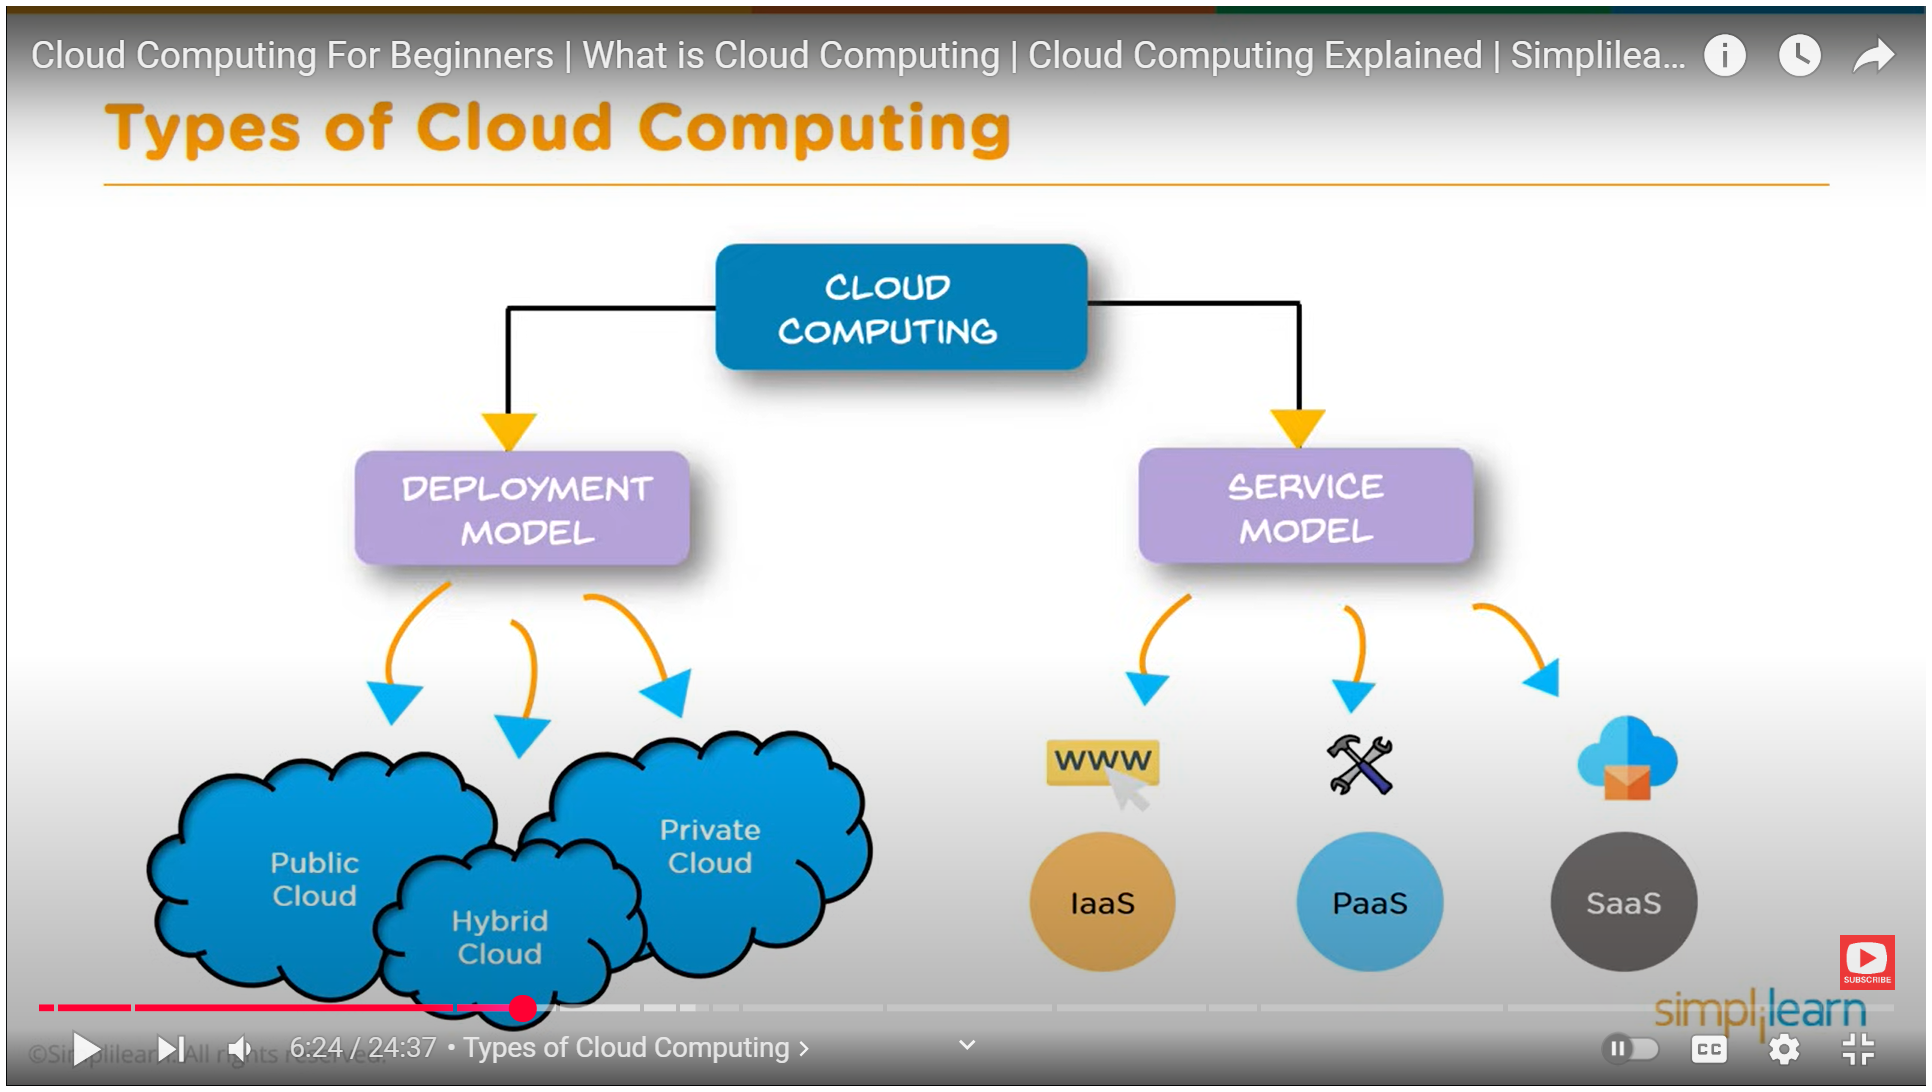 Cloud Computing For Beginners | What is Cloud Computing | Cloud Computing Explained | Simplilea...
Types of Cloud Computing
CLOUD
COMPUTING
DEPLOYMENT
MODEL
SERVICE
MODEL
Public
Cloud
Hybrid
Cloud
Private
Cloud
WWW
IaaS
PaaS
SaaS
SUBSCRIBE
simplilearn
©Simplilearn. All rights reserved.
6:24 / 24:37 • Types of Cloud Computing
CC